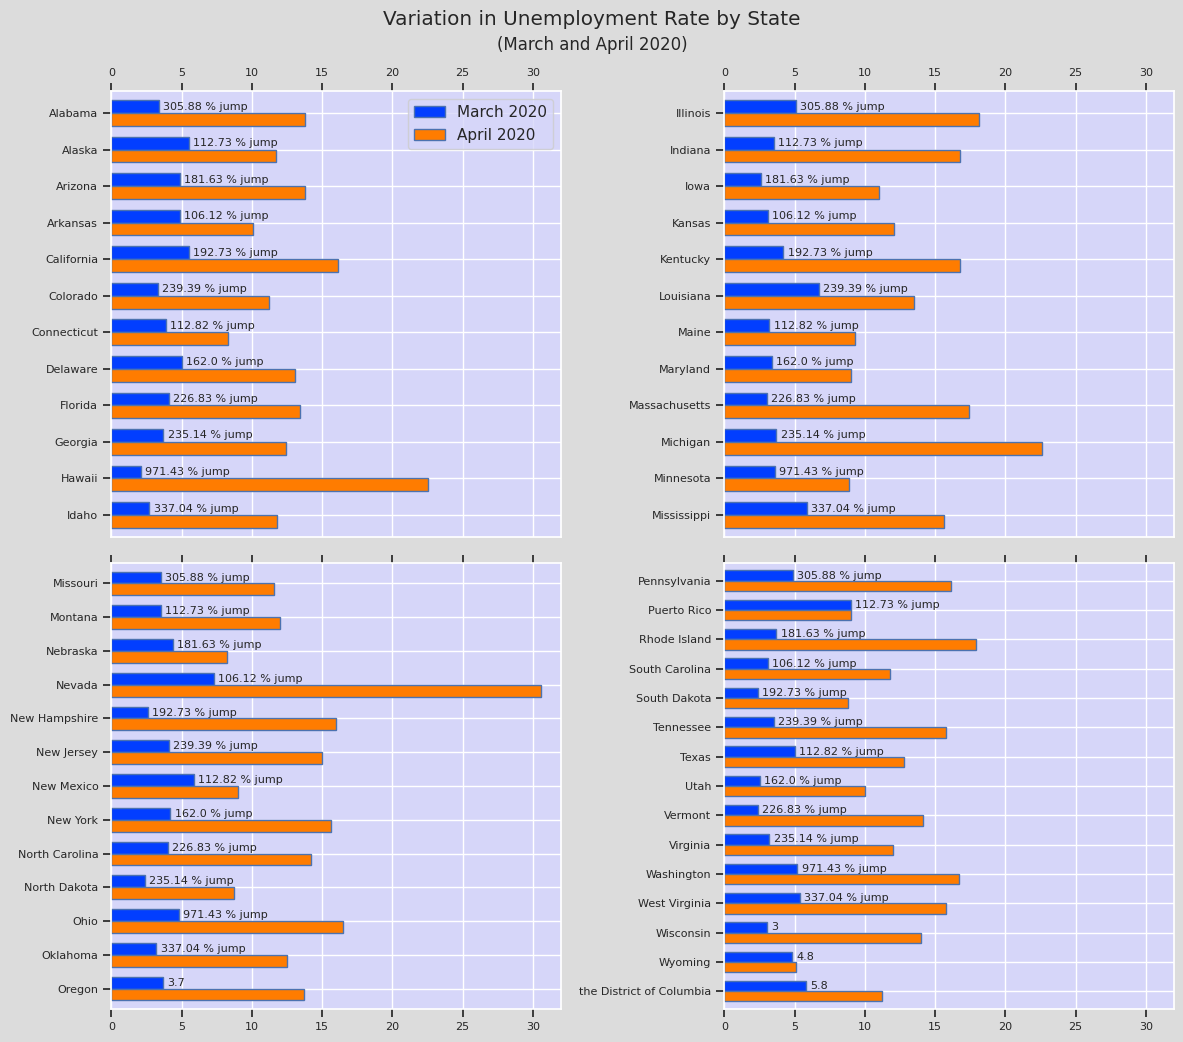 Variation in Unemployment Rate by State
(March and April 2020)
0 5 10 15 20 25 30
Alabama 305.88 % jump
Alaska 112.73 % jump
Arizona 181.63 % jump
Arkansas 106.12 % jump
California 192.73 % jump
Colorado 239.39 % jump
Connecticut 112.82 % jump
Delaware 162.0 % jump
Florida 226.83 % jump
Georgia 235.14 % jump
Hawaii 971.43 % jump
Idaho 337.04 % jump
March 2020
April 2020
0 5 10 15 20 25 30
Illinois 305.88 % jump
Indiana 112.73 % jump
Iowa 181.63 % jump
Kansas 106.12 % jump
Kentucky 192.73 % jump
Louisiana 239.39 % jump
Maine 112.82 % jump
Maryland 162.0 % jump
Massachusetts 226.83 % jump
Michigan 235.14 % jump
Minnesota 971.43 % jump
Mississippi 337.04 % jump
Missouri 305.88 % jump
Montana 112.73 % jump
Nebraska 181.63 % jump
Nevada 106.12 % jump
New Hampshire 192.73 % jump
New Jersey 239.39 % jump
New Mexico 112.82 % jump
New York 162.0 % jump
North Carolina 226.83 % jump
North Dakota 235.14 % jump
Ohio 971.43 % jump
Oklahoma 337.04 % jump
Oregon 3.7
0 5 10 15 20 25 30
Pennsylvania 305.88 % jump
Puerto Rico 112.73 % jump
Rhode Island 181.63 % jump
South Carolina 106.12 % jump
South Dakota 192.73 % jump
Tennessee 239.39 % jump
Texas 112.82 % jump
Utah 162.0 % jump
Vermont 226.83 % jump
Virginia 235.14 % jump
Washington 971.43 % jump
West Virginia 337.04 % jump
Wisconsin 3
Wyoming 4.8
the District of Columbia 5.8
0 5 10 15 20 25 30